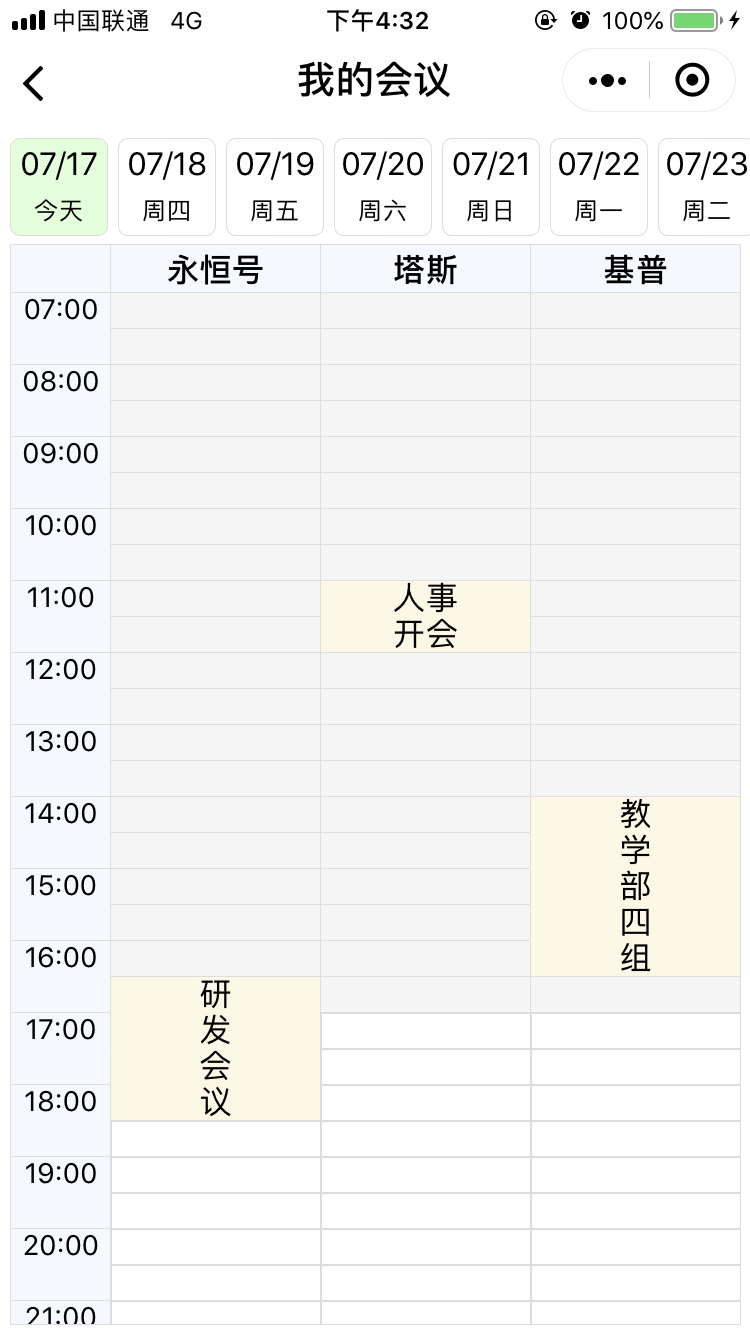 中国联通 4G 下午4:32 100%
我的会议
07/17 07/18 07/19 07/20 07/21 07/22 07/23
今天 周四 周五 周六 周日 周一 周二
永恒号 塔斯 基普
07:00
08:00
09:00
10:00
11:00 人事
开会
12:00
13:00
14:00
15:00
16:00
教
学
部
四
组
17:00
18:00
研
发
会
议
19:00
20:00
21:00